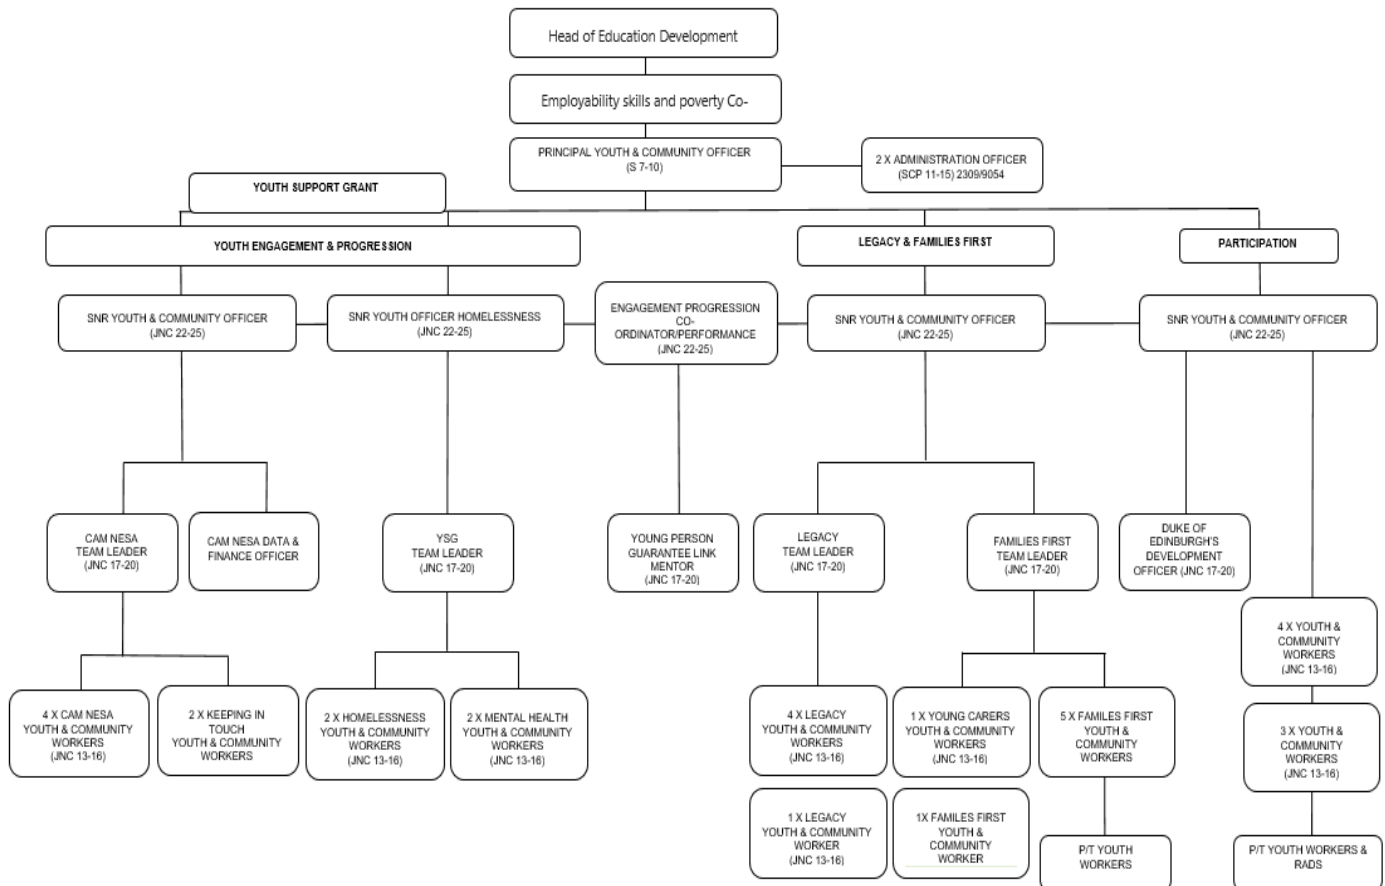 Head of Education Development
Employability skills and poverty Co-
PRINCIPAL YOUTH & COMMUNITY OFFICER
(S 7-10)
2 X ADMINISTRATION OFFICER
(SCP 11-15) 2309/9054
YOUTH SUPPORT GRANT
YOUTH ENGAGEMENT & PROGRESSION
LEGACY & FAMILIES FIRST
PARTICIPATION
SNR YOUTH & COMMUNITY OFFICER
(JNC 22-25)
SNR YOUTH OFFICER HOMELESSNESS
(JNC 22-25)
ENGAGEMENT PROGRESSION
CO-
ORDINATOR/PERFORMANCE
(JNC 22-25)
SNR YOUTH & COMMUNITY OFFICER
(JNC 22-25)
SNR YOUTH & COMMUNITY OFFICER
(JNC 22-25)
CAM NESA
TEAM LEADER
(JNC 17-20)
CAM NESA DATA &
FINANCE OFFICER
YSG
TEAM LEADER
(JNC 17-20)
YOUNG PERSON
GUARANTEE LINK
MENTOR
(JNC 17-20)
LEGACY
TEAM LEADER
(JNC 17-20)
FAMILIES FIRST
TEAM LEADER
(JNC 17-20)
DUKE OF
EDINBURGH'S
DEVELOPMENT
OFFICER (JNC 17-20)
4 X YOUTH &
COMMUNITY
WORKERS
(JNC 13-16)
4 X CAM NESA
YOUTH & COMMUNITY
WORKERS
(JNC 13-16)
2 X KEEPING IN
TOUCH
YOUTH & COMMUNITY
WORKERS
2 X HOMELESSNESS
YOUTH & COMMUNITY
WORKERS
(JNC 13-16)
2 X MENTAL HEALTH
YOUTH & COMMUNITY
WORKERS
(JNC 13-16)
4 X LEGACY
YOUTH & COMMUNITY
WORKERS
(JNC 13-16)
1 X YOUNG CARERS
YOUTH & COMMUNITY
WORKERS
(JNC 13-16)
5 X FAMILES FIRST
YOUTH &
COMMUNITY
WORKERS
3 X YOUTH &
COMMUNITY
WORKERS
(JNC 13-16)
1 X LEGACY
YOUTH & COMMUNITY
WORKER
(JNC 13-16)
1X FAMILES FIRST
YOUTH &
COMMUNITY
WORKER
P/T YOUTH
WORKERS
P/T YOUTH WORKERS &
RADS